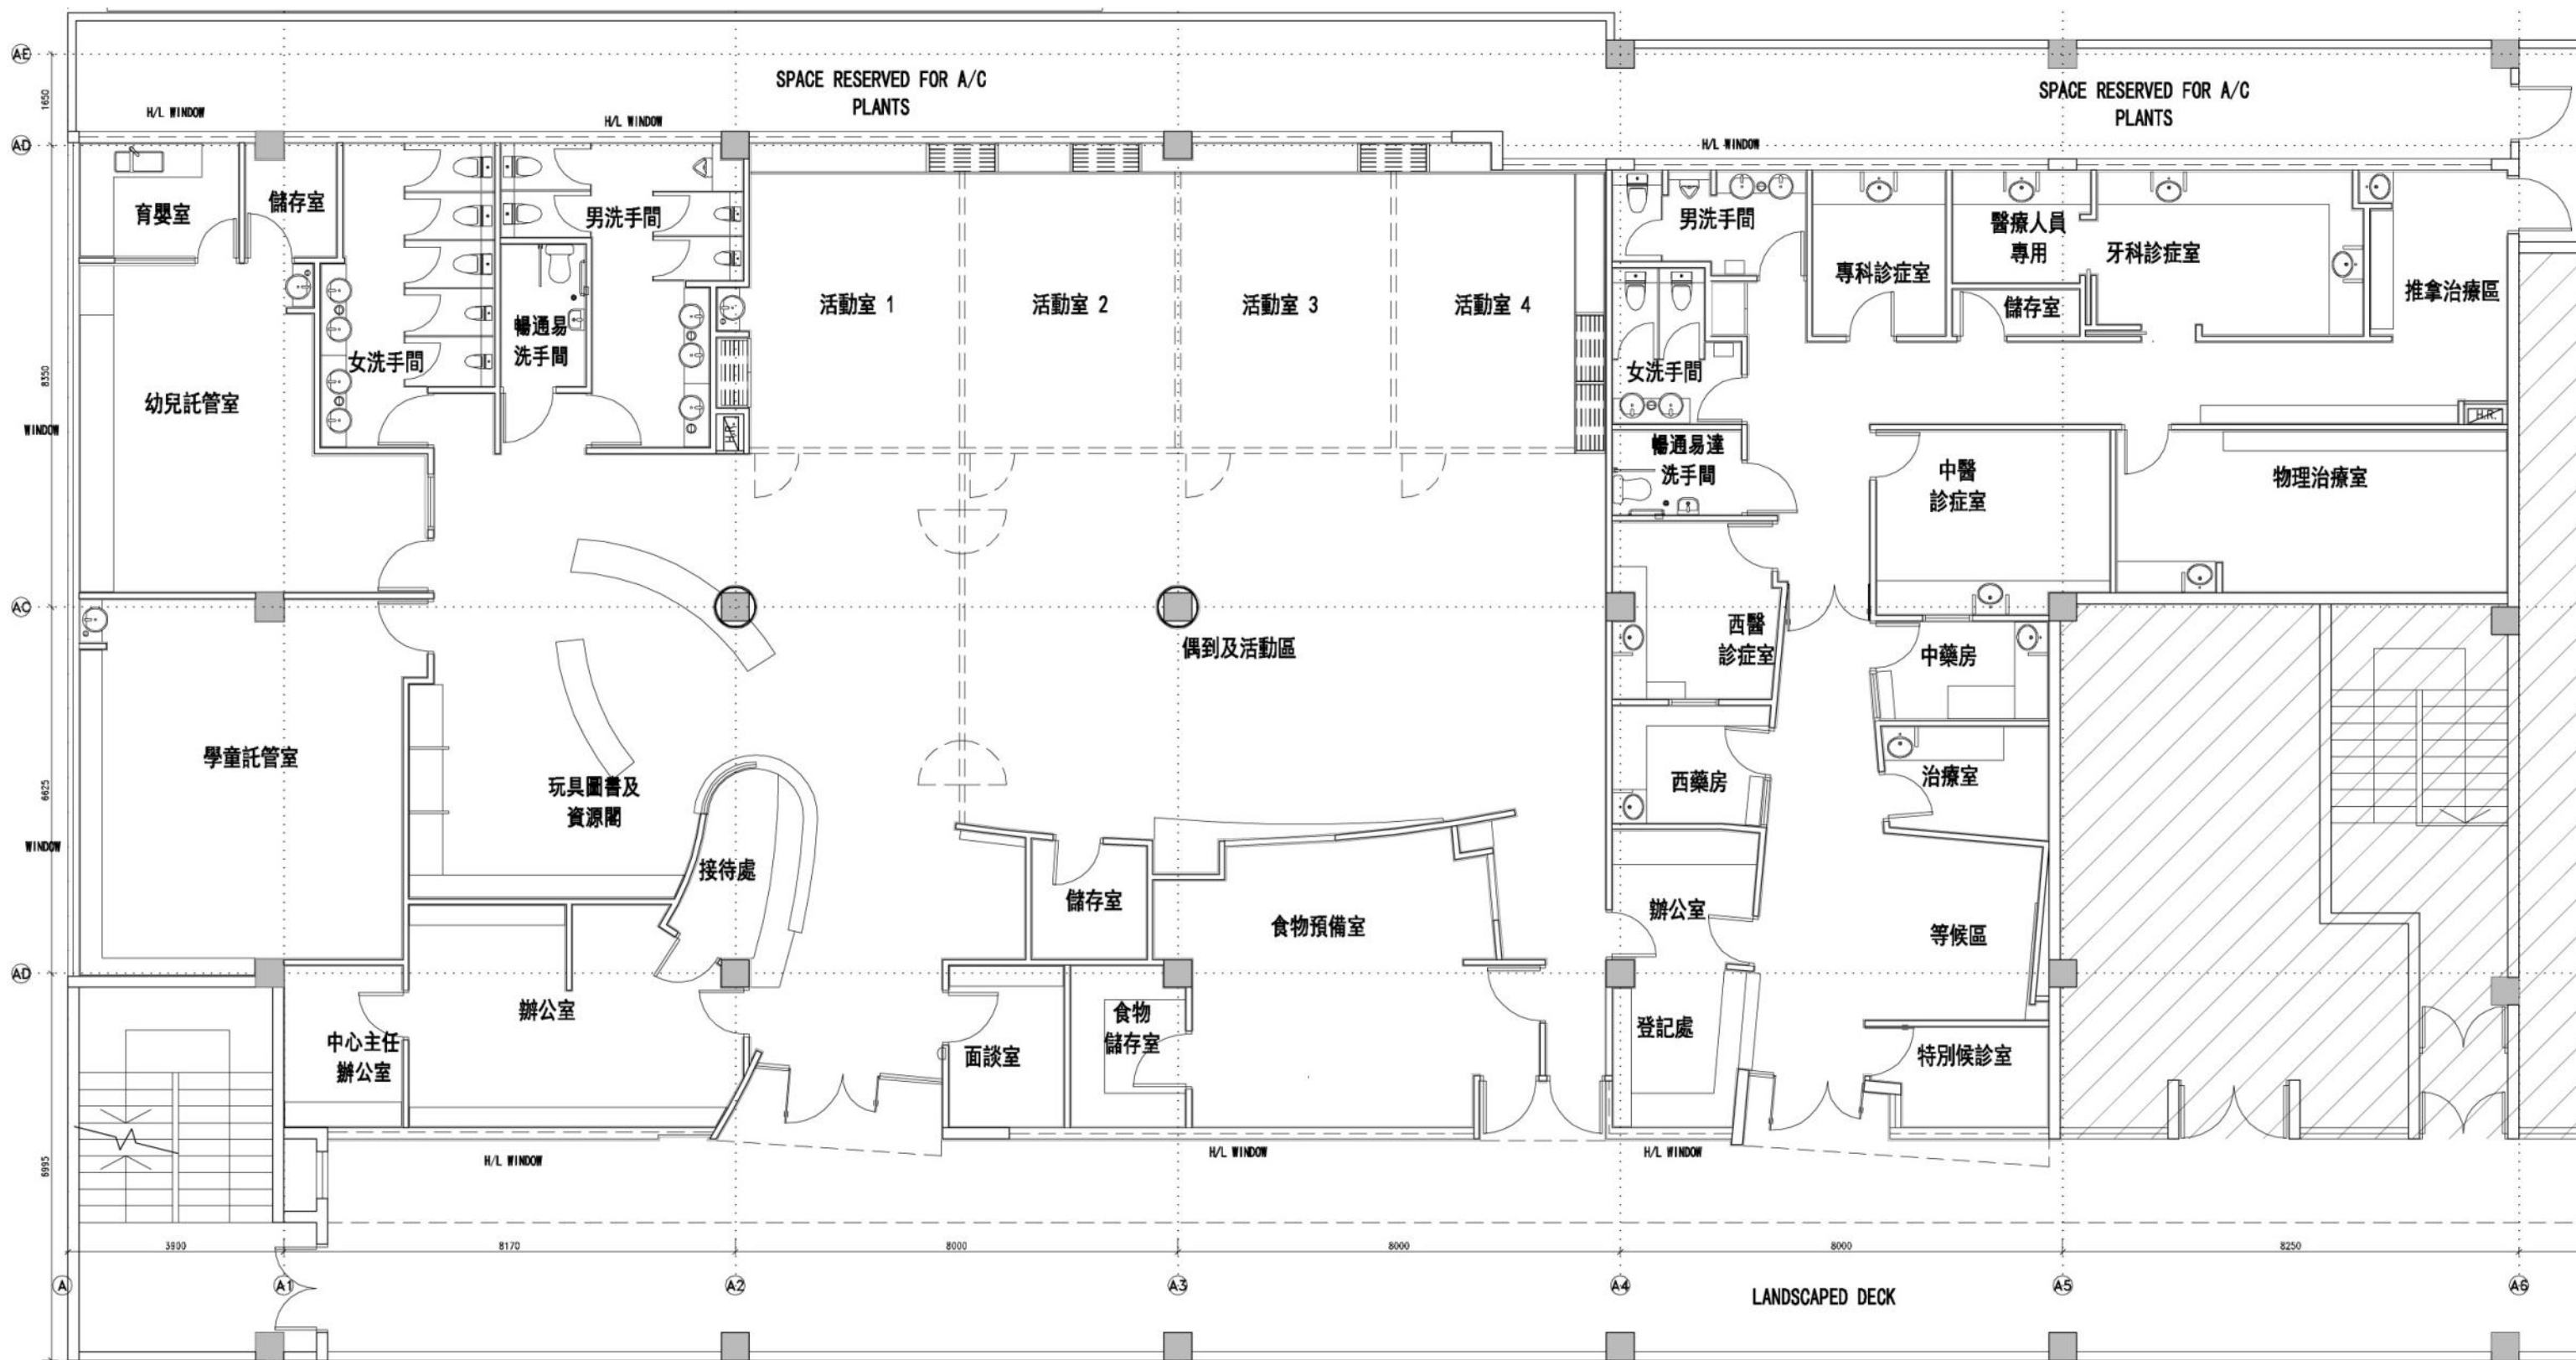 AE
SPACE RESERVED FOR A/C
PLANTS
SPACE RESERVED FOR A/C
PLANTS
1650
H/L WINDOW
H/L WINDOW
H/L WINDOW
AD
育嬰室
儲存室
男洗手間
男洗手間
專科診症室
醫療人員
專用
牙科診症室
推拿治療區
儲存室
活動室 1
活動室 2
活動室 3
活動室 4
暢通易
洗手間
女洗手間
女洗手間
8350
幼兒託管室
WINDOW
H.R.
H.R.
暢通易達
洗手間
中醫
診症室
物理治療室
AC
偶到及活動區
西醫
診症室
中藥房
學童託管室
玩具圖書及
資源閣
西藥房
治療室
6625
WINDOW
接待處
儲存室
食物預備室
辦公室
等候區
AD
辦公室
中心主任
辦公室
面談室
食物
儲存室
登記處
特別候診室
H/L WINDOW
H/L WINDOW
H/L WINDOW
6995
3900
8170
8000
8000
8000
8250
A
A1
A2
A3
A4
A5
A6
LANDSCAPED DECK